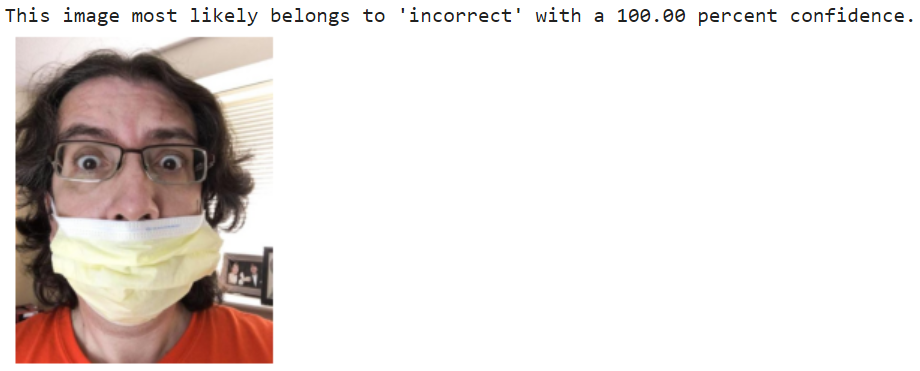 This image most likely belongs to 'incorrect' with a 100.00 percent confidence.